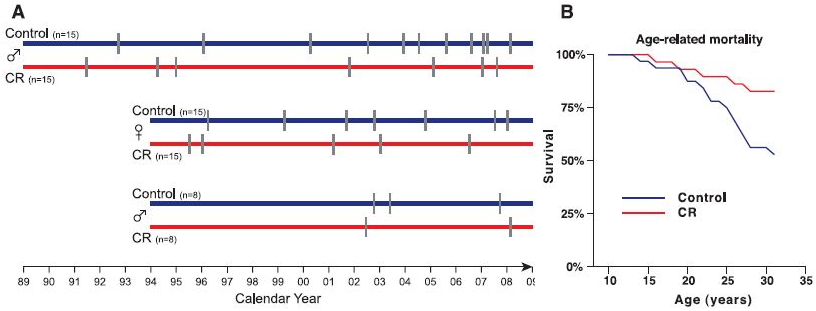 A
Control (n=15)
♂
CR (n=15)
Control (n=15)
♀
CR (n=15)
Control (n=8)
♂
CR (n=8)
89 90 91 92 93 94 95 96 97 98 99 00 01 02 03 04 05 06 07 08 09
Calendar Year
B
Age-related mortality
100%
75%
50%
25%
0%
Survival
Control
CR
10 15 20 25 30 35
Age (years)